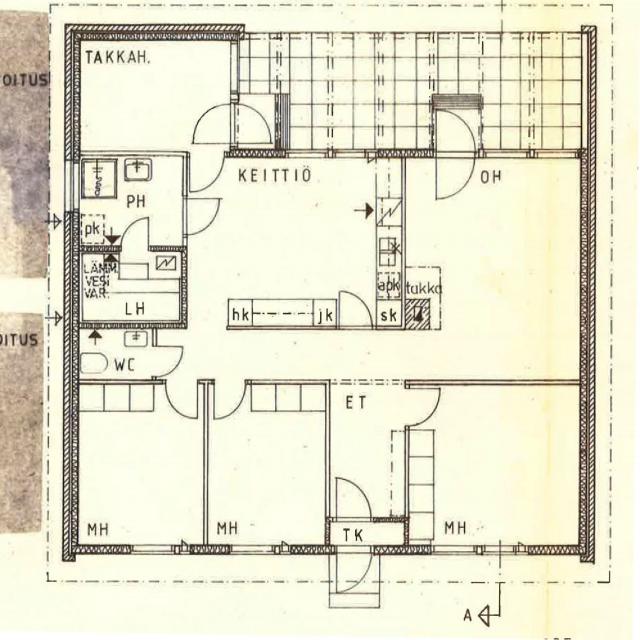 OITUS
TAKKAH.
KEITTIÖ
OH
PH
pk
LÄMM.
VESI
VAR.
LH
apk
takka
hk
jk
sk
OITUS
WC
ET
MH
MH
TK
MH
A